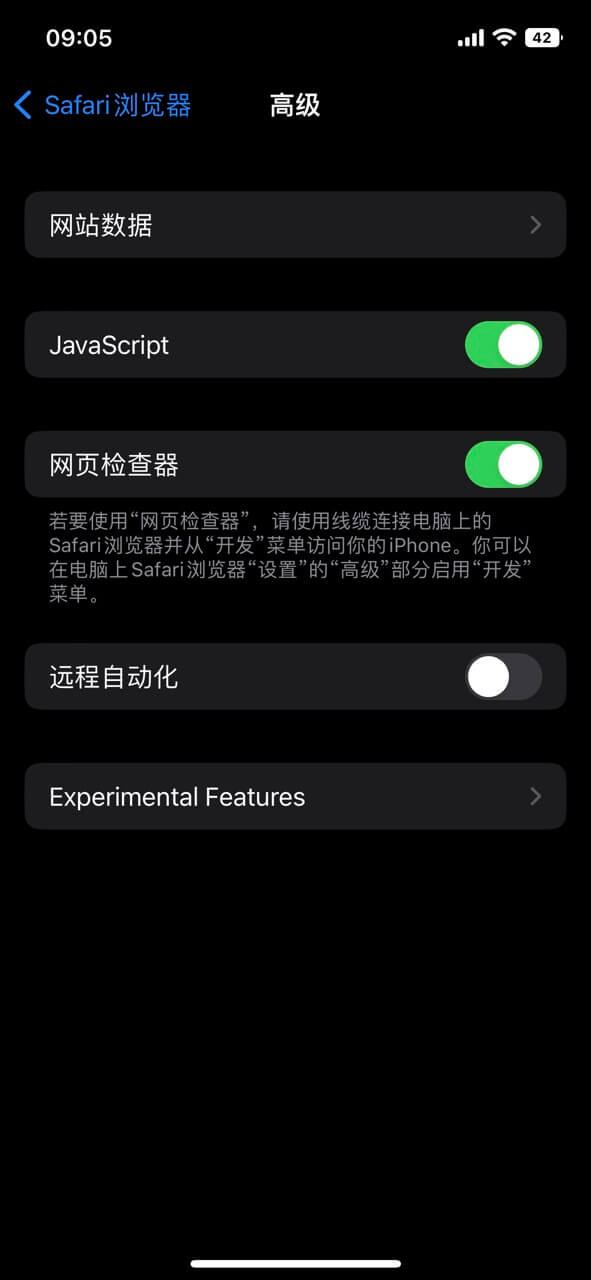 09:05
42
Safari浏览器
高级
网站数据
JavaScript
网页检查器
若要使用“网页检查器”，请使用线缆连接电脑上的
Safari浏览器并从“开发”菜单访问你的iPhone。你可以
在电脑上Safari浏览器“设置”的“高级”部分启用“开发”
菜单。
远程自动化
Experimental Features